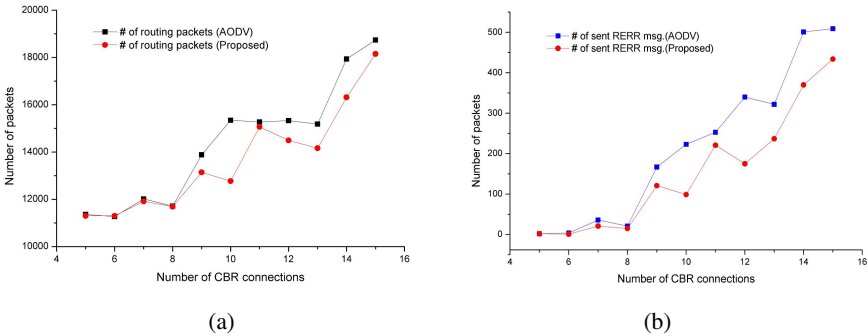 20000
18000
16000
14000
12000
10000
Number of packets
# of routing packets (AODV)
# of routing packets (Proposed)
4 6 8 10 12 14 16
Number of CBR connections
(a)
500
400
300
200
100
0
Number of packets
# of sent RERR msg.(AODV)
# of sent RERR msg.(Proposed)
4 6 8 10 12 14 16
Number of CBR connections
(b)